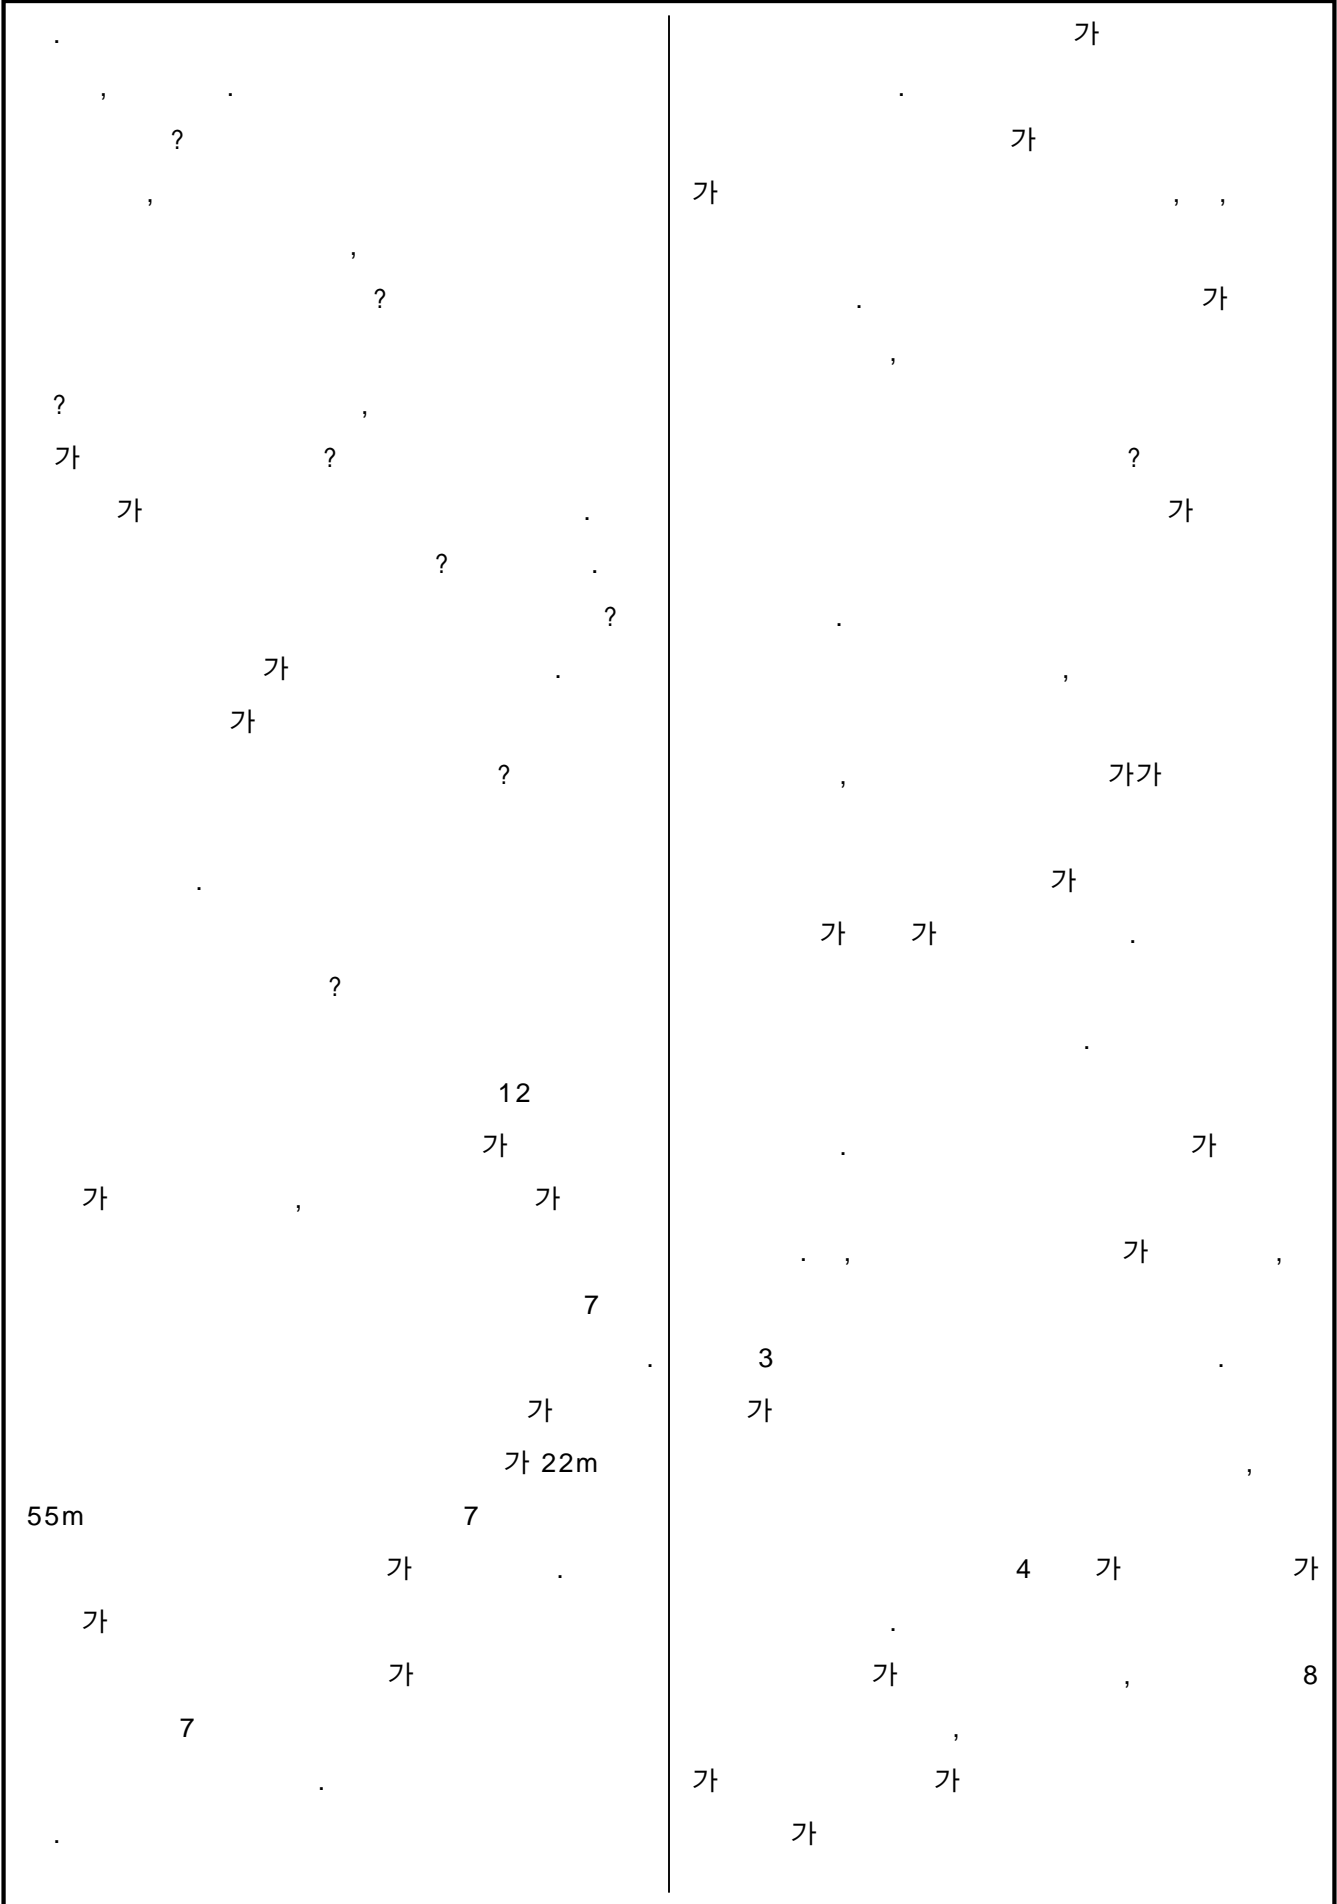 .
, .
?
,
,
?
? ,
가 ?
가 .
? .
?
가 .
가
?
.
?
12
가
가 , 가
7
.
가
가 22m
55m 7
가 .
가
가
7
.
.
가
.
가
가 , ,
. 가
,
?
가
.
,
, 가가
가
가 가 .
.
. 가
. , 가 ,
3 .
가
,
4 가 가
.
가 , 8
,
가 가
가